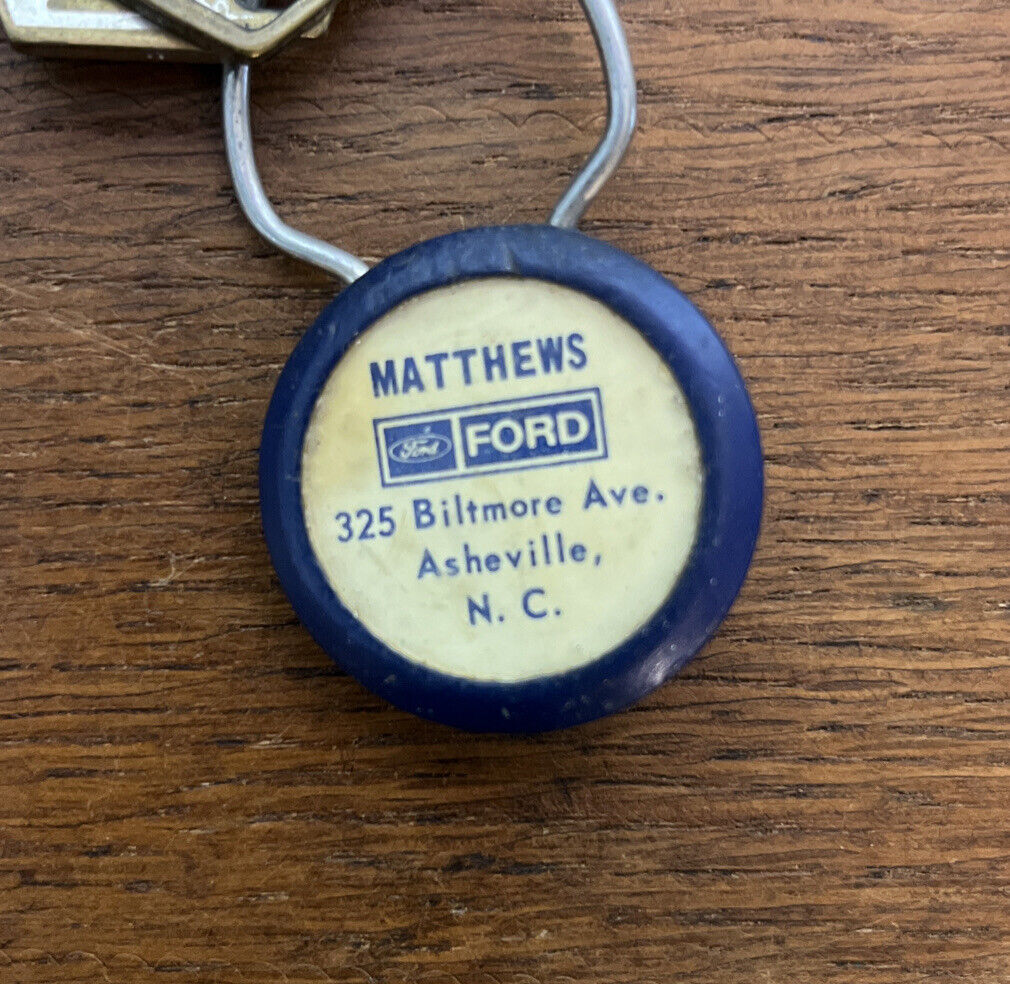 MATTHEWS
Ford FORD
325 Biltmore Ave.
Asheville,
N. C.